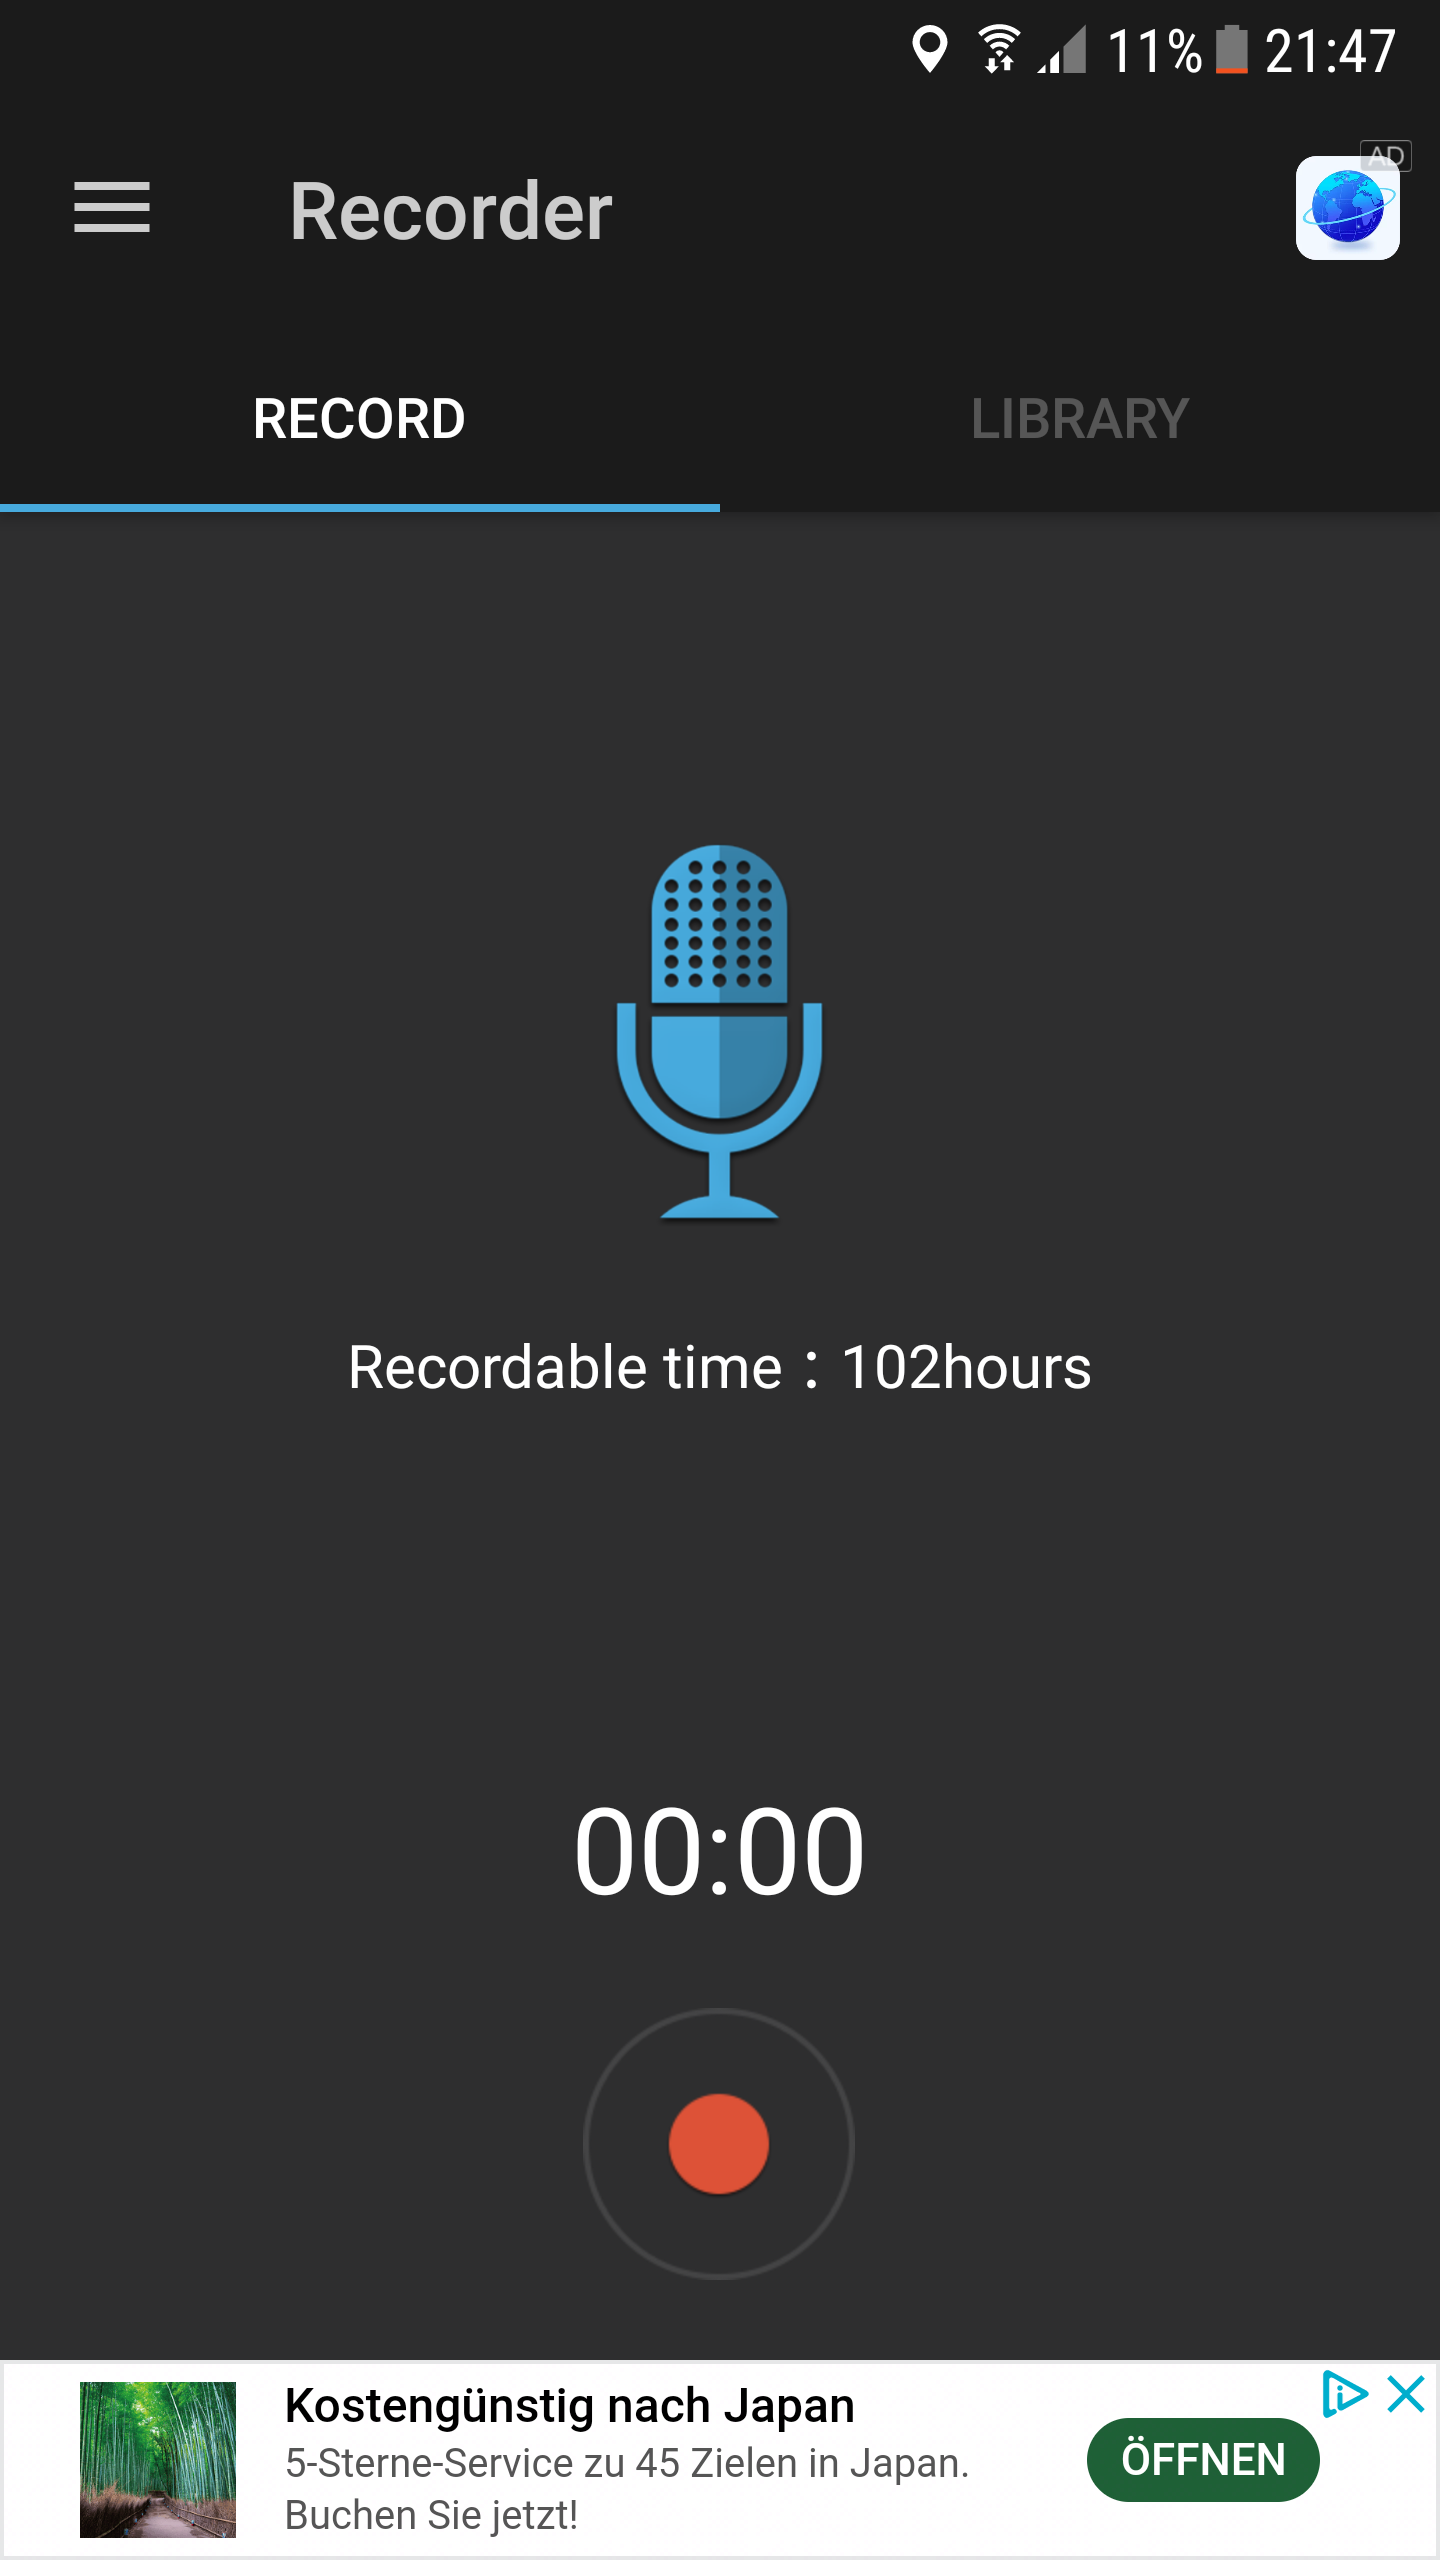 11% 21:47
AD
Recorder
RECORD
LIBRARY
Recordable time : 102hours
00:00
Kostengünstig nach Japan
5-Sterne-Service zu 45 Zielen in Japan.
Buchen Sie jetzt!
ÖFFNEN